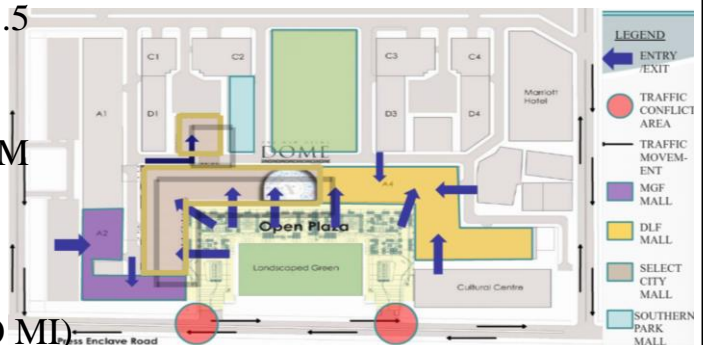 .5
M
D MI)
C1
C2
C3
C4
A1
D1
D3
D4
Marriott
Hotel
DOME
A4
A2
Open Plaza
Landscaped Green
Cultural Centre
Press Enclave Road
LEGEND
ENTRY
/EXIT
TRAFFIC
CONFLICT
AREA
TRAFFIC
MOVEM-
ENT
MGF
MALL
DLF
MALL
SELECT
CITY
MALL
SOUTHERN
PARK
MALL